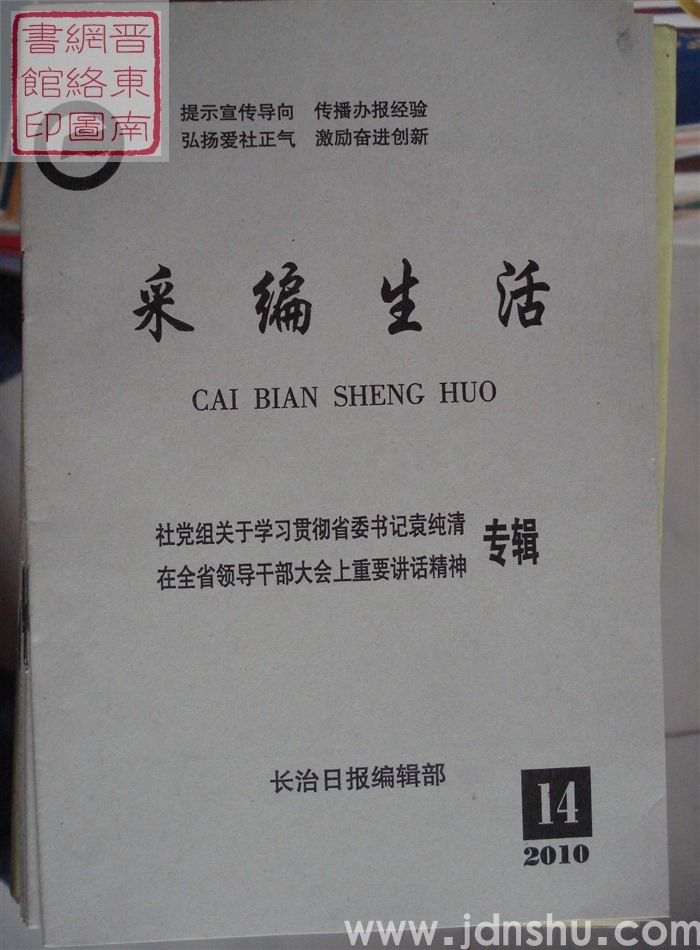 晋东南
網絡圖
書館印
提示宣传导向 传播办报经验
弘扬爱社正气 激励奋进创新
采编生活
CAI BIAN SHENG HUO
社党组关于学习贯彻省委书记袁纯清
在全省领导干部大会上重要讲话精神
专辑
长治日报编辑部
14
2010
www.jdnshu.com